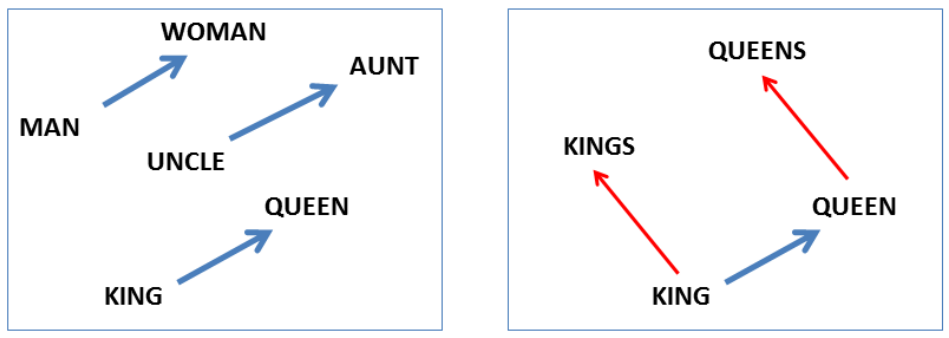 WOMAN
AUNT
MAN
UNCLE
QUEEN
KING
QUEENS
KINGS
QUEEN
KING